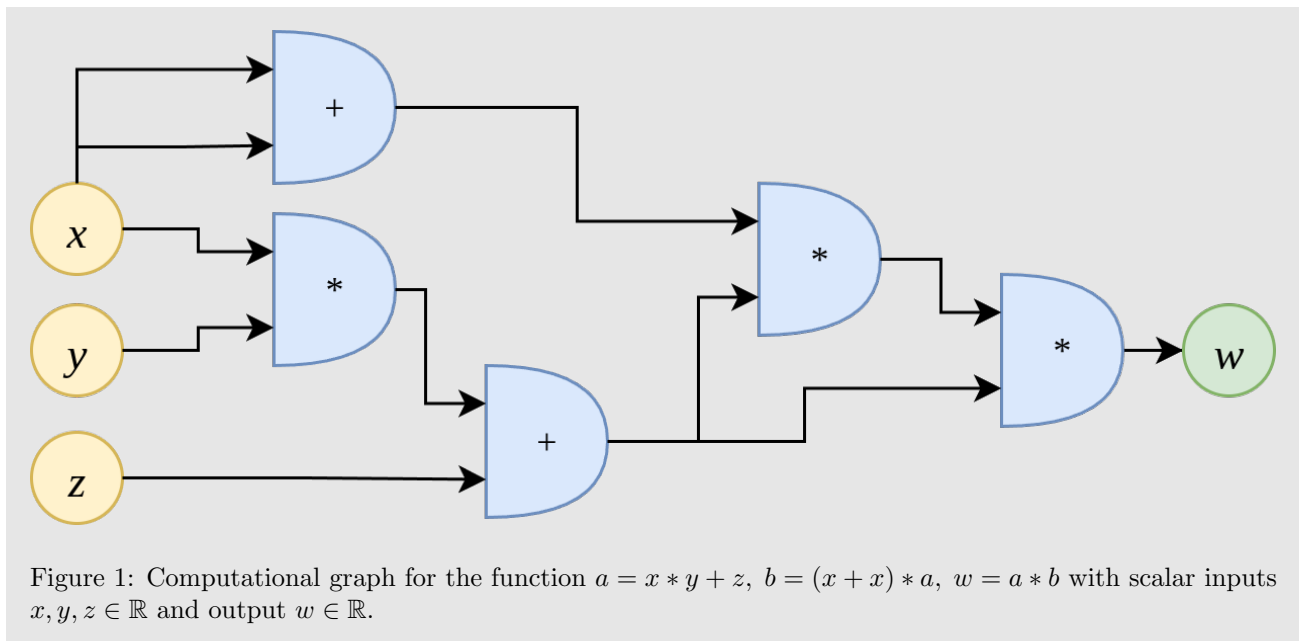 +
x
*
*
*
y
w
+
z
Figure 1: Computational graph for the function a = x ∗ y + z, b = (x + x) ∗ a, w = a ∗ b with scalar inputs
x, y, z ∈ ℝ and output w ∈ ℝ.